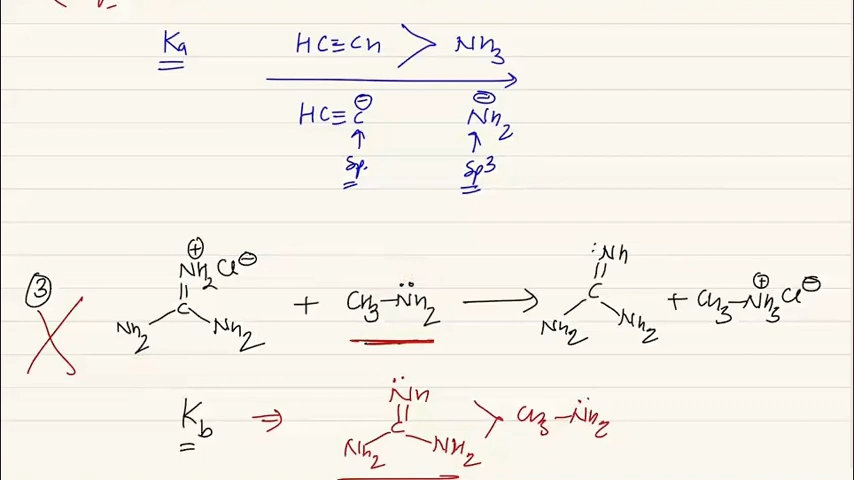 Ka HC≡CH > NH3
HC≡C⊖ NH2⊖
Sp. Sp3
③ NH2⊕ Cl⊖ C NH2 NH2 + CH3–NH2 → :NH C NH2 NH2 + CH3–NH3⊕ Cl⊖
Kb ⇒ NH C NH2 NH2 > CH3–NH2